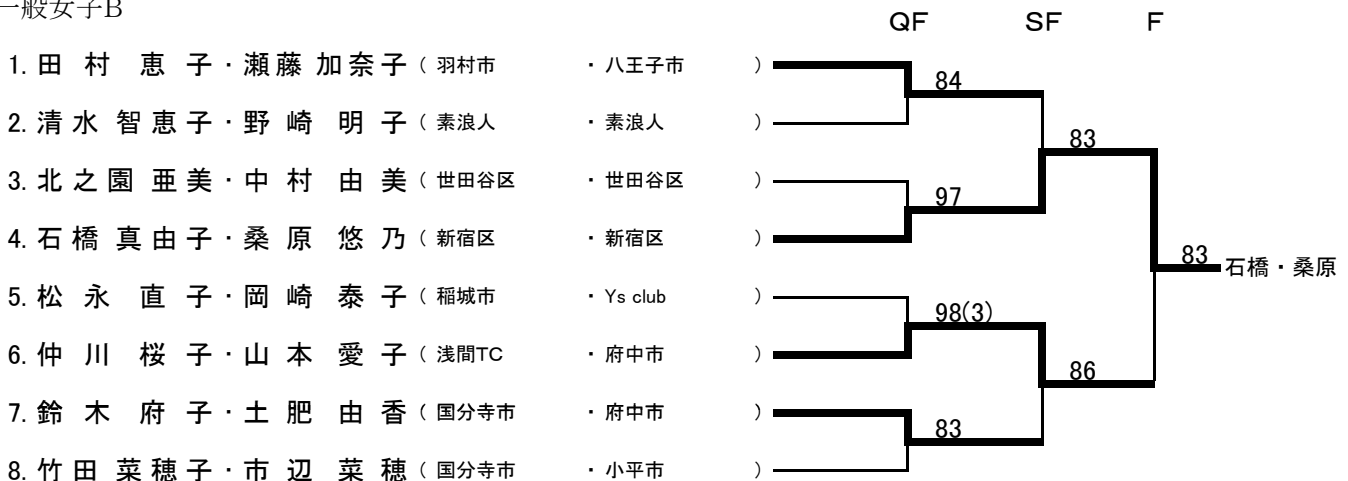 一般女子B
QF SF F
1. 田村 恵子・瀬藤 加奈子 ( 羽村市 ・ 八王子市 )
84
2. 清水 智恵子・野崎 明子 ( 素浪人 ・ 素浪人 )
83
3. 北之園 亜美・中村 由美 ( 世田谷区 ・ 世田谷区 )
97
4. 石橋 真由子・桑原 悠乃 ( 新宿区 ・ 新宿区 )
83 石橋・桑原
5. 松永 直子・岡崎 泰子 ( 稲城市 ・ Ys club )
98(3)
6. 仲川 桜子・山本 愛子 ( 浅間TC ・ 府中市 )
86
7. 鈴木 府子・土肥 由香 ( 国分寺市 ・ 府中市 )
83
8. 竹田 菜穂子・市辺 菜穂 ( 国分寺市 ・ 小平市 )